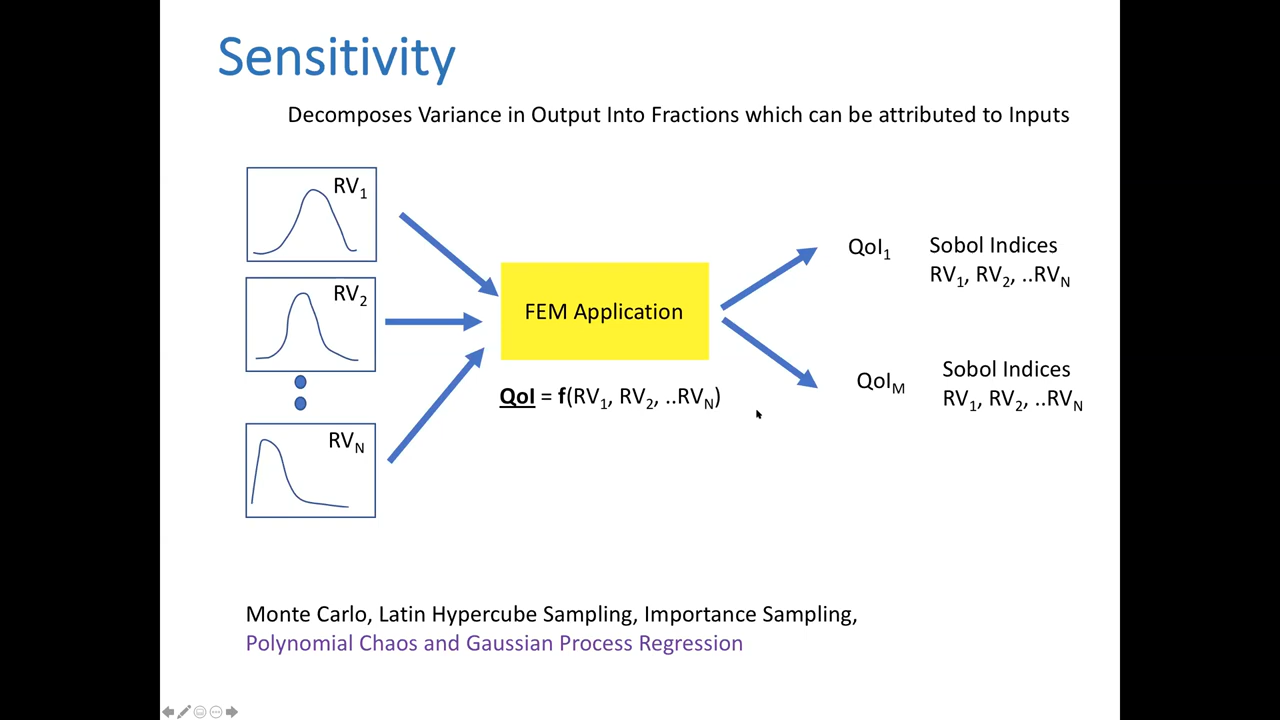 Sensitivity
Decomposes Variance in Output Into Fractions which can be attributed to Inputs
RV1
RV2
RVN
FEM Application
QoI = f(RV1, RV2, ..RVN)
QoI1
Sobol Indices
RV1, RV2, ..RVN
QoIM
Sobol Indices
RV1, RV2, ..RVN
Monte Carlo, Latin Hypercube Sampling, Importance Sampling,
Polynomial Chaos and Gaussian Process Regression